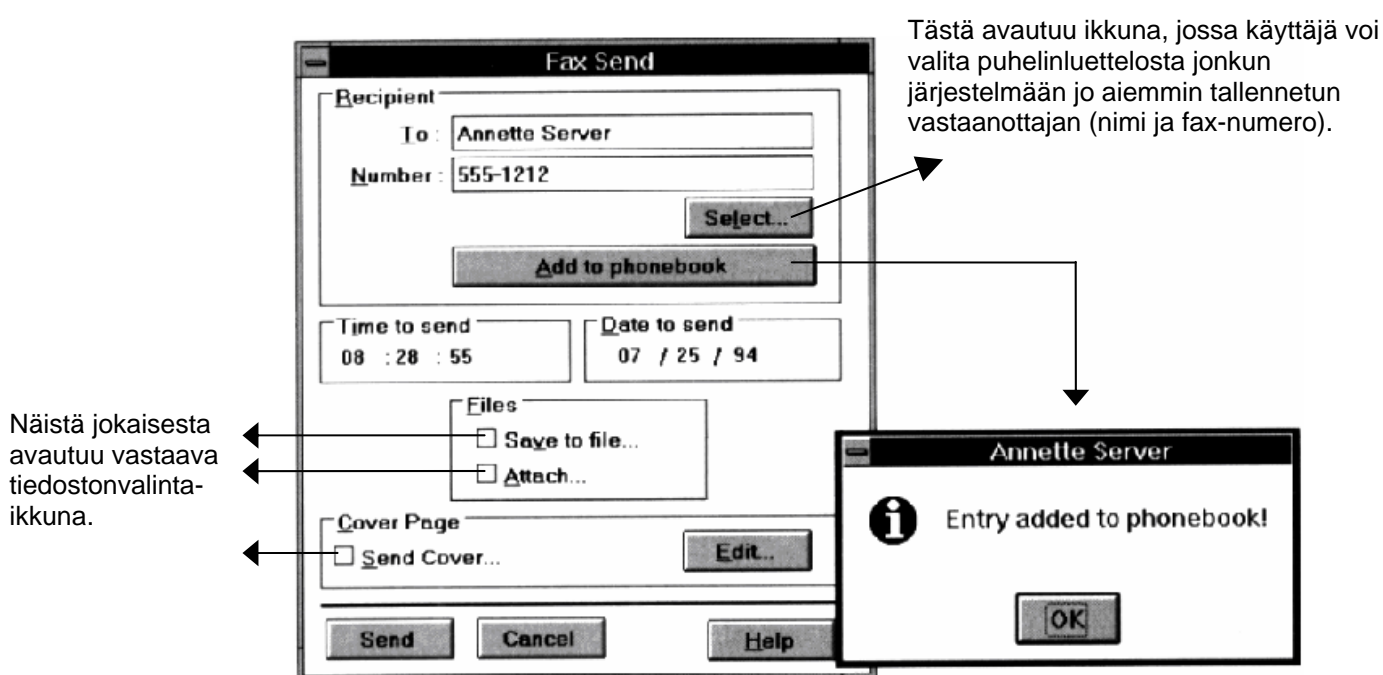 Tästä avautuu ikkuna, jossa käyttäjä voi
valita puhelinluettelosta jonkun
järjestelmään jo aiemmin tallennetun
vastaanottajan (nimi ja fax-numero).
Fax Send
Recipient
To : Annette Server
Number : 555-1212
Select...
Add to phonebook
Time to send
08 : 28 : 55
Date to send
07 / 25 / 94
Files
Save to file...
Attach...
Näistä jokaisesta
avautuu vastaava
tiedostonvalinta-
ikkuna.
Cover Page
Send Cover...
Edit...
Send
Cancel
Help
Annette Server
Entry added to phonebook!
OK